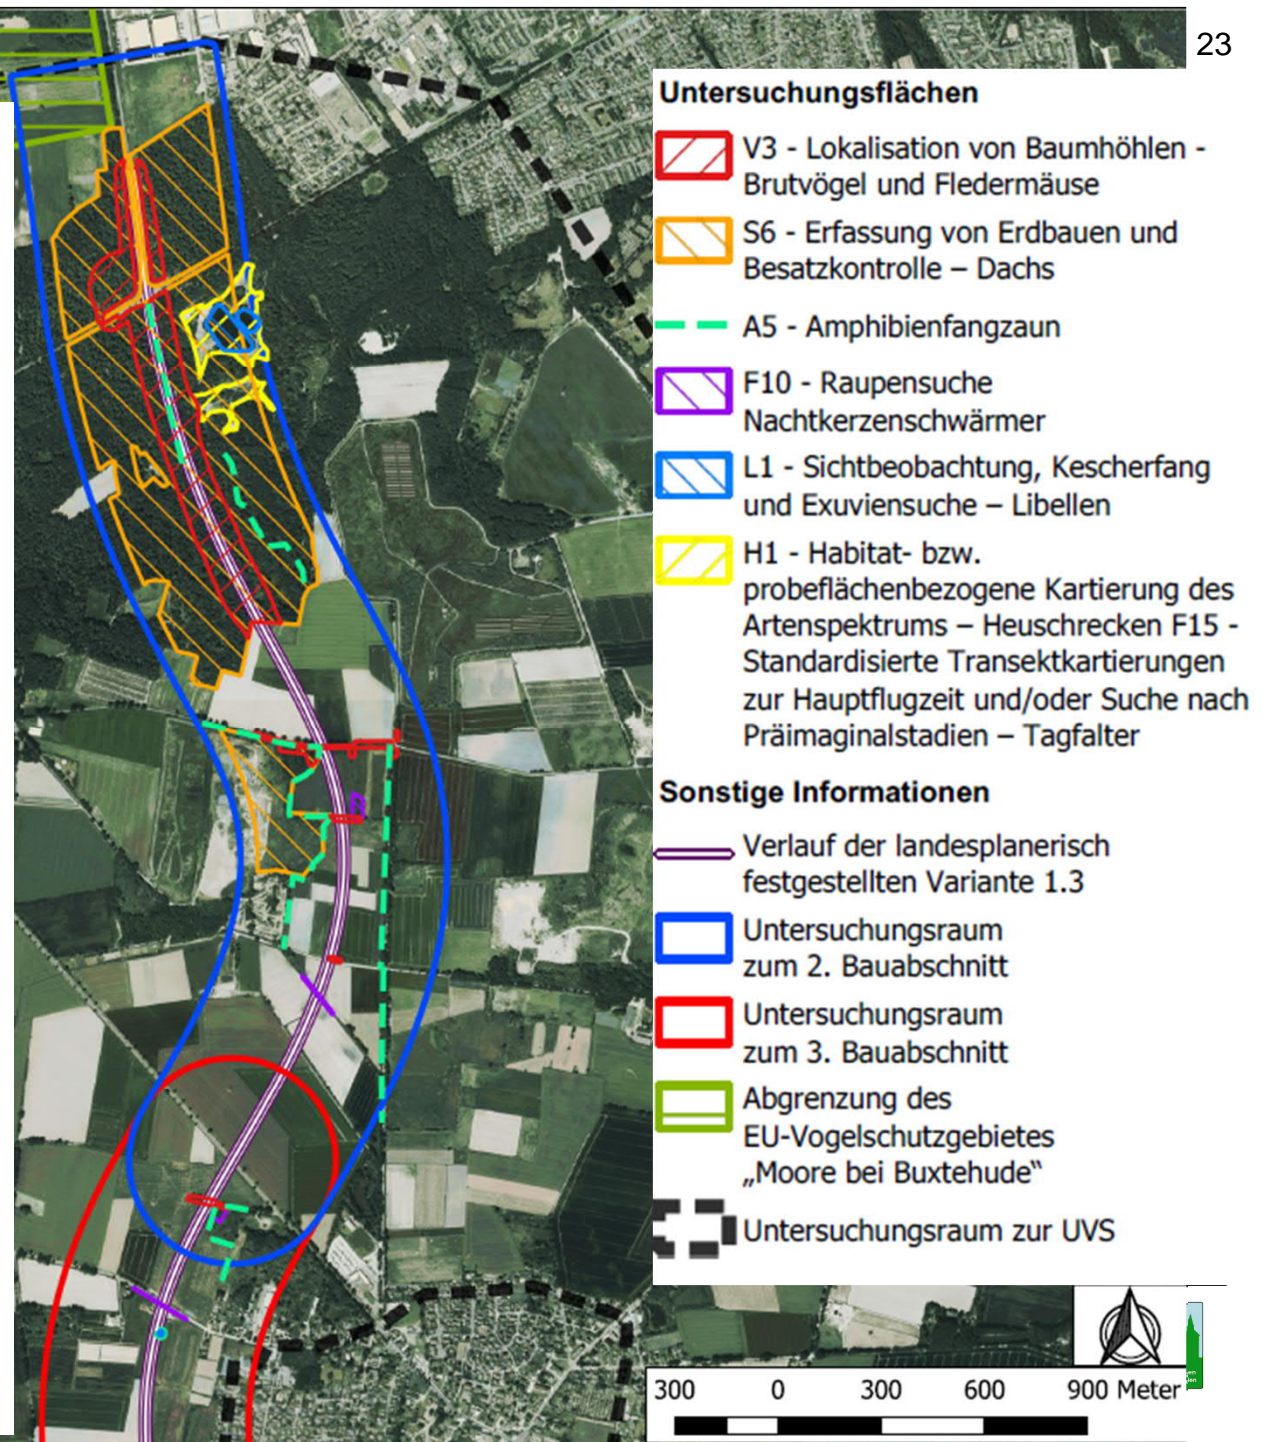 23
Untersuchungsflächen
V3 - Lokalisation von Baumhöhlen -
Brutvögel und Fledermäuse
S6 - Erfassung von Erdbauen und
Besatzkontrolle – Dachs
A5 - Amphibienfangzaun
F10 - Raupensuche
Nachtkerzenschwärmer
L1 - Sichtbeobachtung, Kescherfang
und Exuviensuche – Libellen
H1 - Habitat- bzw.
probeflächenbezogene Kartierung des
Artenspektrums – Heuschrecken F15 -
Standardisierte Transektkartierungen
zur Hauptflugzeit und/oder Suche nach
Präimaginalstadien – Tagfalter
Sonstige Informationen
Verlauf der landesplanerisch
festgestellten Variante 1.3
Untersuchungsraum
zum 2. Bauabschnitt
Untersuchungsraum
zum 3. Bauabschnitt
Abgrenzung des
EU-Vogelschutzgebietes
„Moore bei Buxtehude“
Untersuchungsraum zur UVS
300 0 300 600 900 Meter